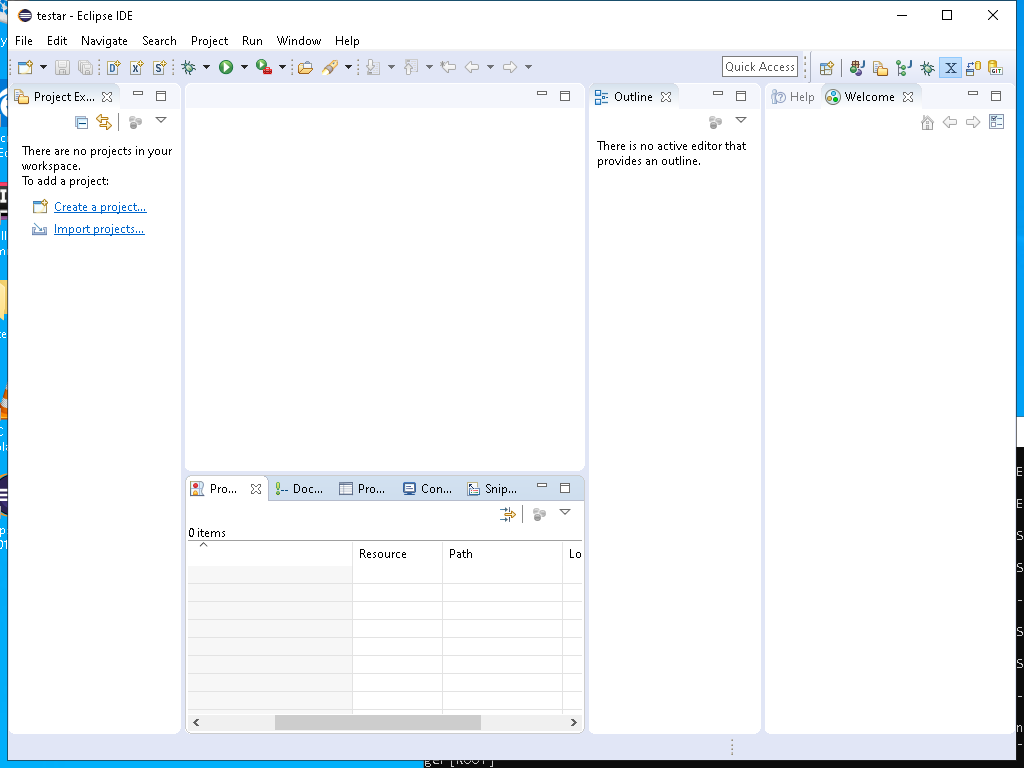 testar - Eclipse IDE
File Edit Navigate Search Project Run Window Help
Quick Access
Project Ex...
Outline
Help
Welcome
There are no projects in your
workspace.
To add a project:
Create a project...
Import projects...
There is no active editor that
provides an outline.
Pro...
Doc...
Pro...
Con...
Snip...
0 items
Resource
Path
Lo